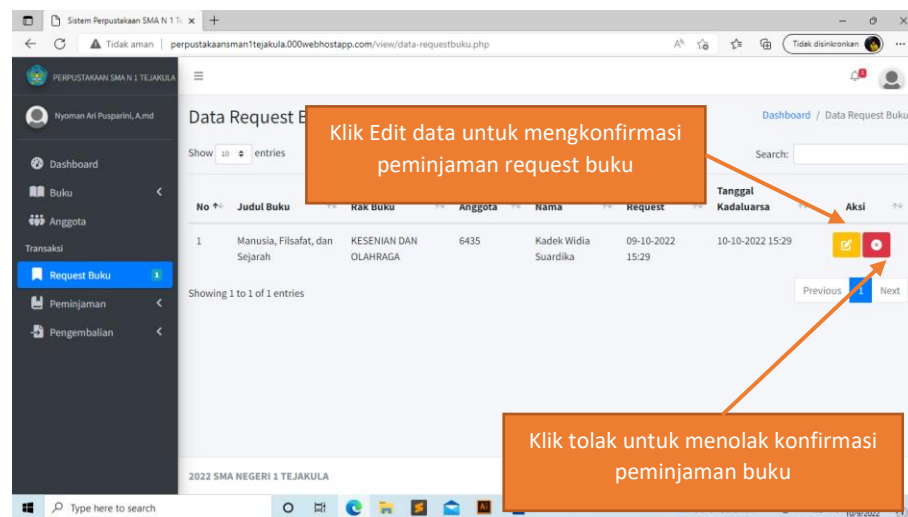 Sistem Perpustakaan SMA N 1 T
Tidak aman | perpustakaansman1tejakula.000webhostapp.com/view/data-requestbuku.php
Tidak disinkronkan
PERPUSTAKAAN SMA N 1 TEJAKULA
Nyoman Ari Pusparini, A.md
Dashboard
Buku
Anggota
Transaksi
Request Buku 1
Peminjaman
Pengembalian
Data Request B
Dashboard / Data Request Buku
Klik Edit data untuk mengkonfirmasi
peminjaman request buku
Show 10 entries
Search:
No Judul Buku Rak Buku Anggota Nama Request Tanggal Kadaluarsa Aksi
1 Manusia, Filsafat, dan KESENIAN DAN 6435 Kadek Widia 09-10-2022 10-10-2022 15:29
Sejarah OLAHRAGA Suardika 15:29
Showing 1 to 1 of 1 entries
Previous 1 Next
Klik tolak untuk menolak konfirmasi
peminjaman buku
2022 SMA NEGERI 1 TEJAKULA
Type here to search
Ai
10/9/2022